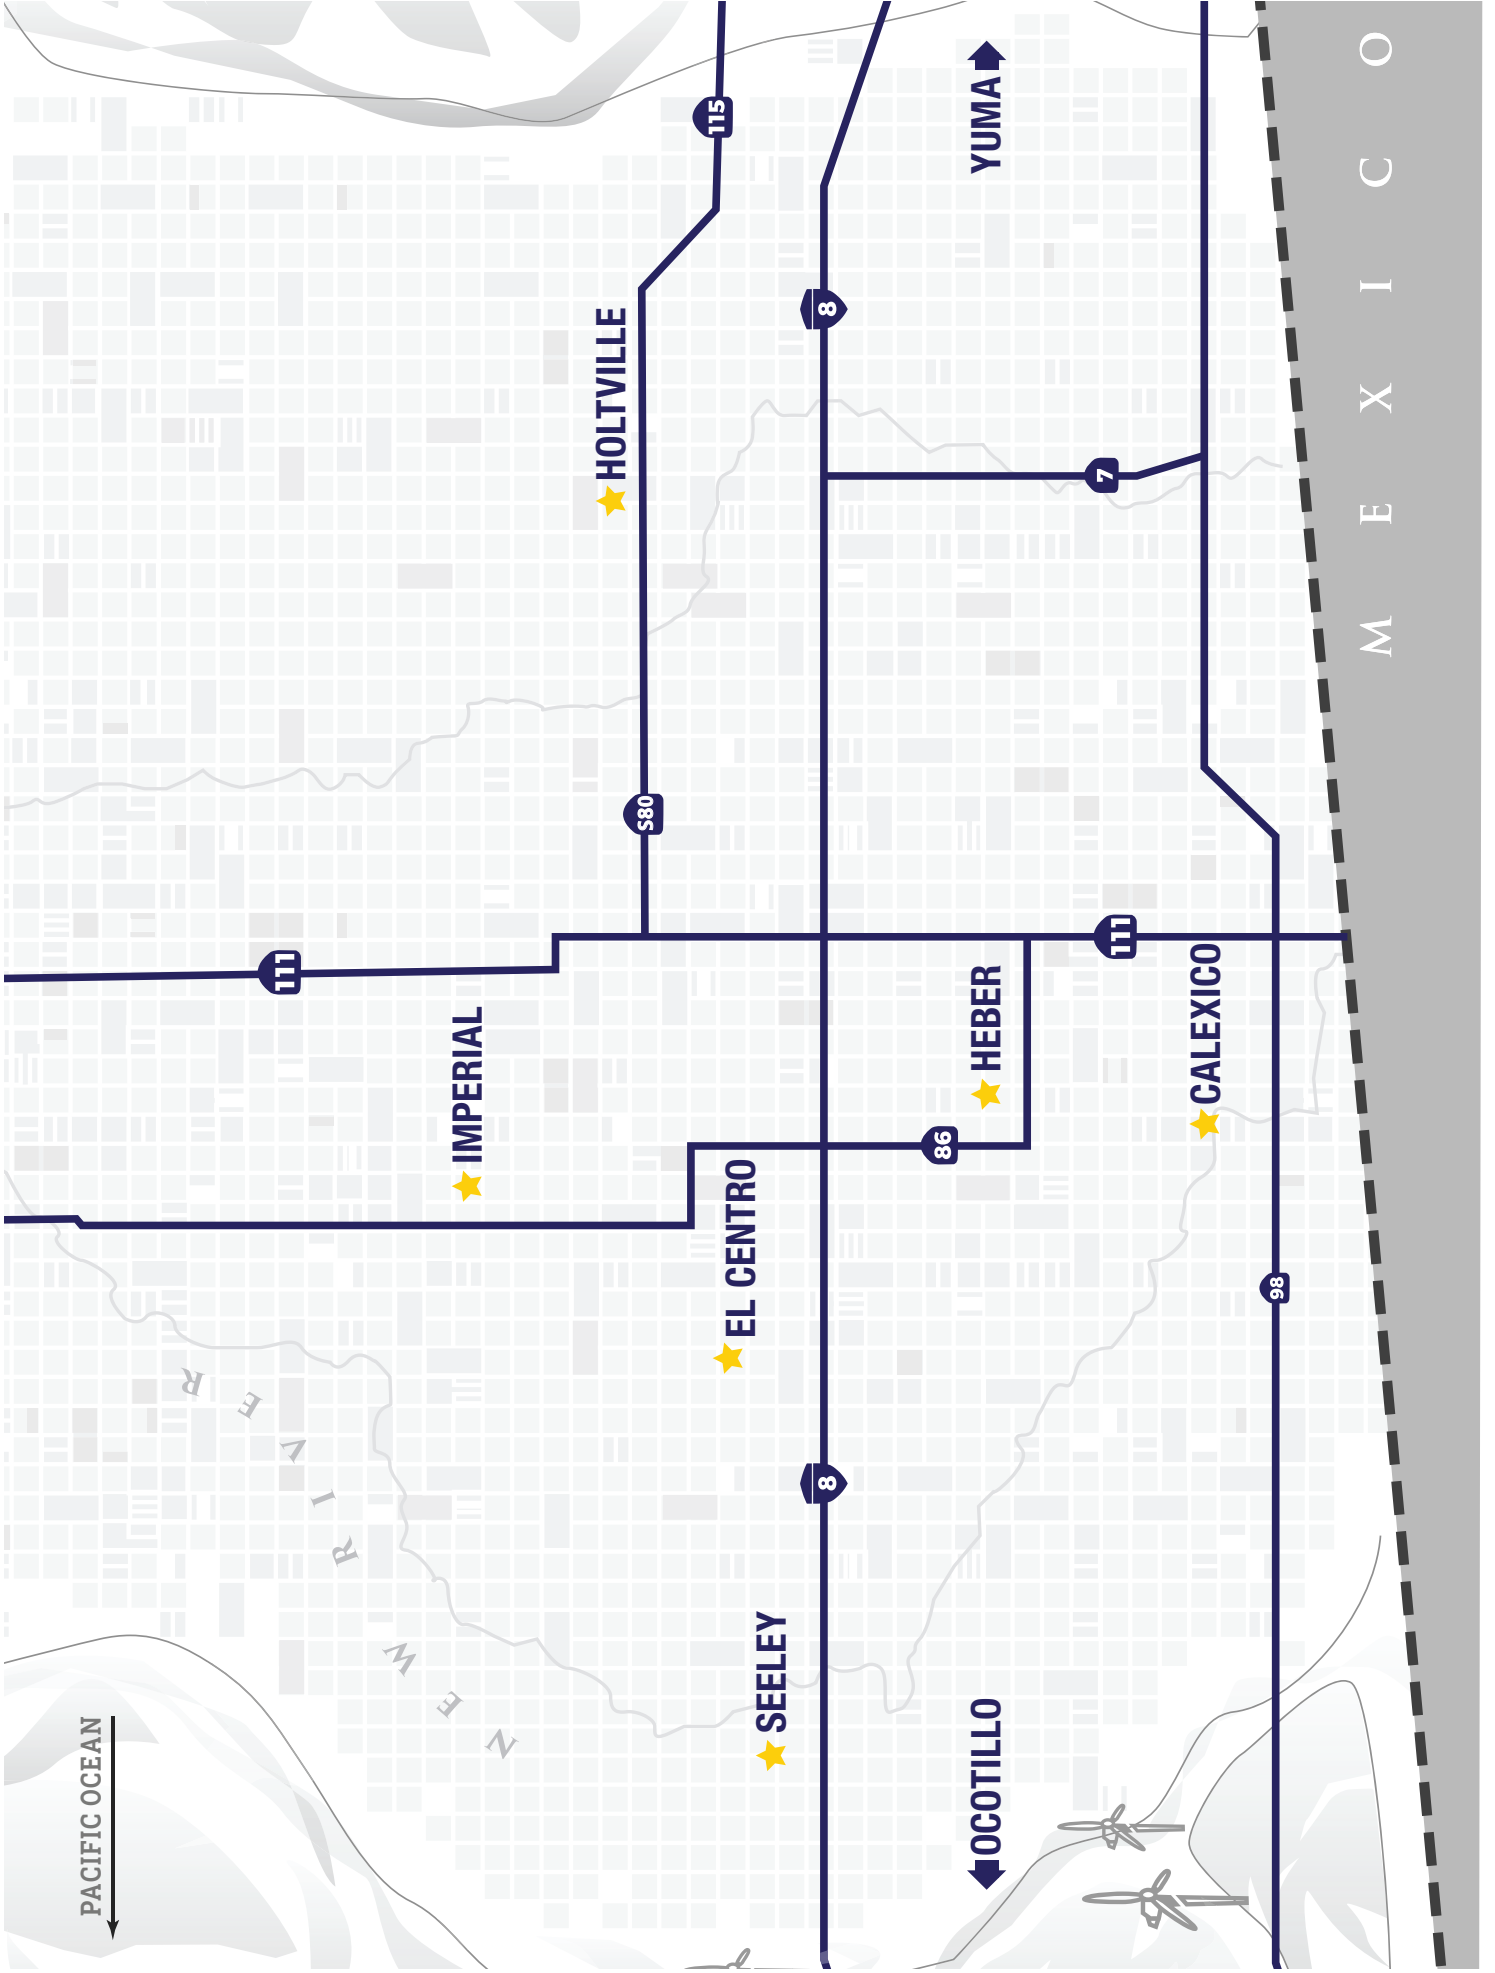 PACIFIC OCEAN
NEW RIVER
111
IMPERIAL
HOLTVILLE
S80
115
EL CENTRO
SEELEY
8
8
86
OCOTILLO
HEBER
YUMA
7
111
CALEXICO
98
MEXICO